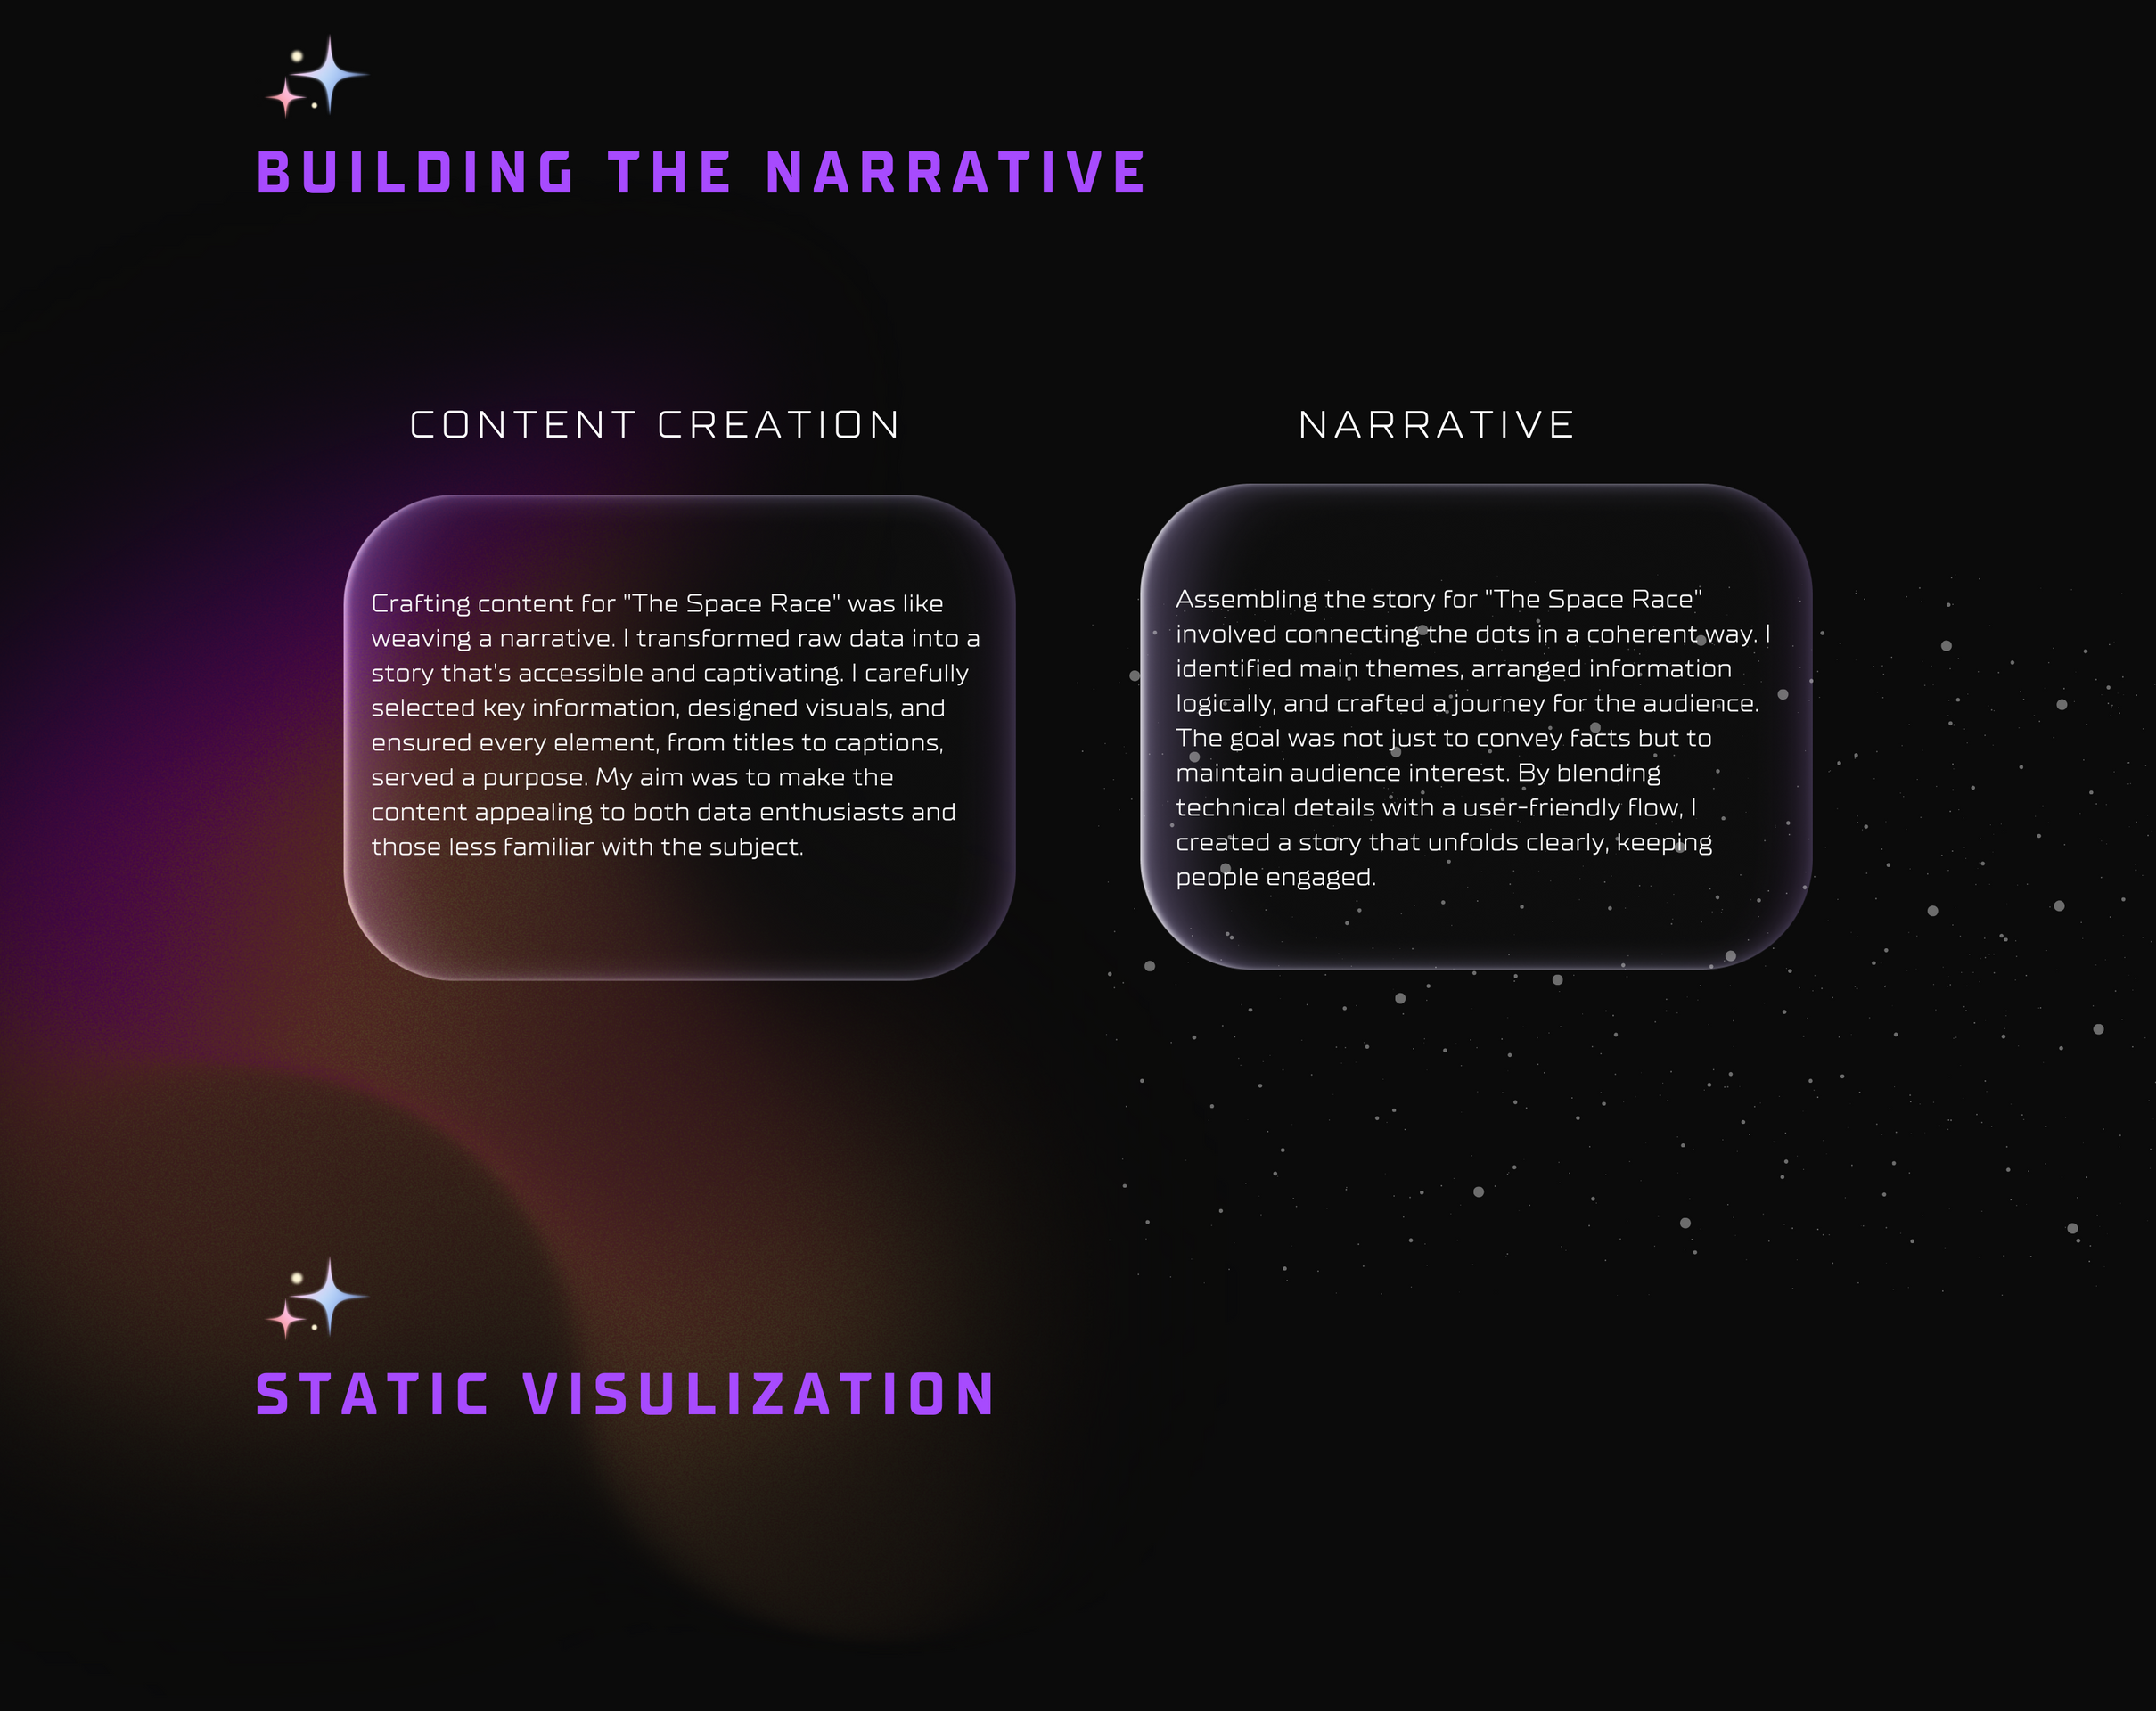 BUILDING THE NARRATIVE
CONTENT CREATION
Crafting content for "The Space Race" was like
weaving a narrative. I transformed raw data into a
story that's accessible and captivating. I carefully
selected key information, designed visuals, and
ensured every element, from titles to captions,
served a purpose. My aim was to make the
content appealing to both data enthusiasts and
those less familiar with the subject.
NARRATIVE
Assembling the story for "The Space Race"
involved connecting the dots in a coherent way. I
identified main themes, arranged information
logically, and crafted a journey for the audience.
The goal was not just to convey facts but to
maintain audience interest. By blending
technical details with a user-friendly flow, I
created a story that unfolds clearly, keeping
people engaged.
STATIC VISULIZATION